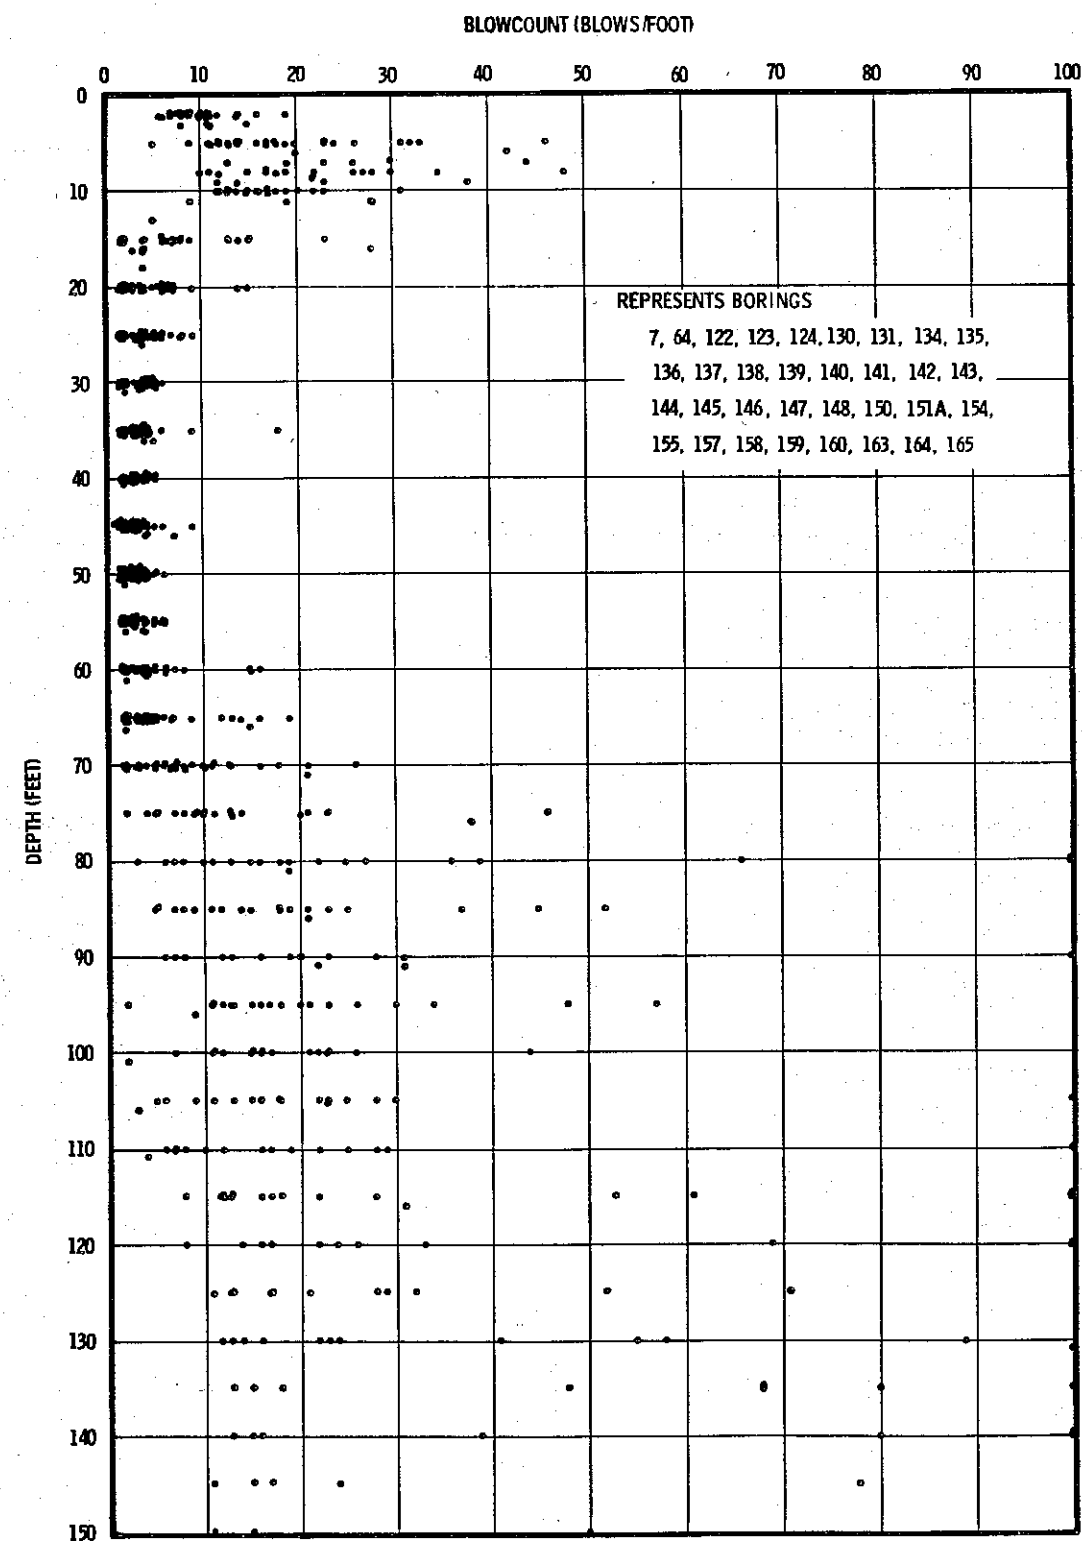 BLOWCOUNT (BLOWS/FOOT)
0 10 20 30 40 50 60 70 80 90 100
0
10
20
30
40
50
60
70
80
90
100
110
120
130
140
150
DEPTH (FEET)
REPRESENTS BORINGS
7, 64, 122, 123, 124, 130, 131, 134, 135,
136, 137, 138, 139, 140, 141, 142, 143,
144, 145, 146, 147, 148, 150, 151A, 154,
155, 157, 158, 159, 160, 163, 164, 165